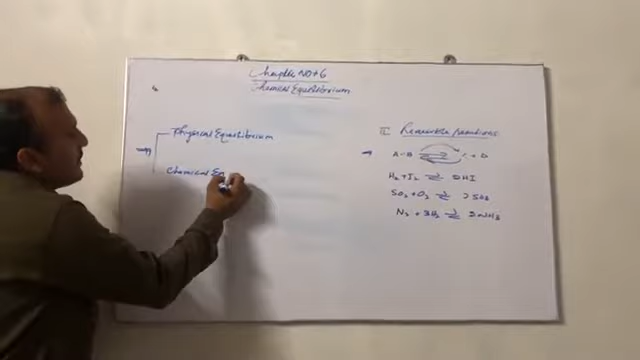 Chapter NO# 6
Chemical Equilibrium
Physical Equilibrium
Chemical Eq
II. Reversible reactions
A + B ⇌ C + D
H₂ + I₂ ⇌ 2HI
SO₂ + O₂ ⇌ 2SO₃
N₂ + 3H₂ ⇌ 2NH₃